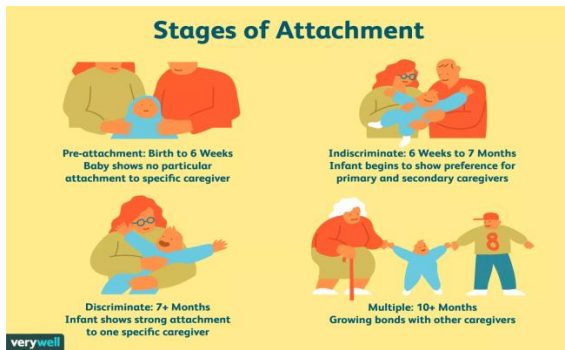 Stages of Attachment
Pre-attachment: Birth to 6 Weeks
Baby shows no particular
attachment to specific caregiver
Indiscriminate: 6 Weeks to 7 Months
Infant begins to show preference for
primary and secondary caregivers
Discriminate: 7+ Months
Infant shows strong attachment
to one specific caregiver
8
Multiple: 10+ Months
Growing bonds with other caregivers
verywell